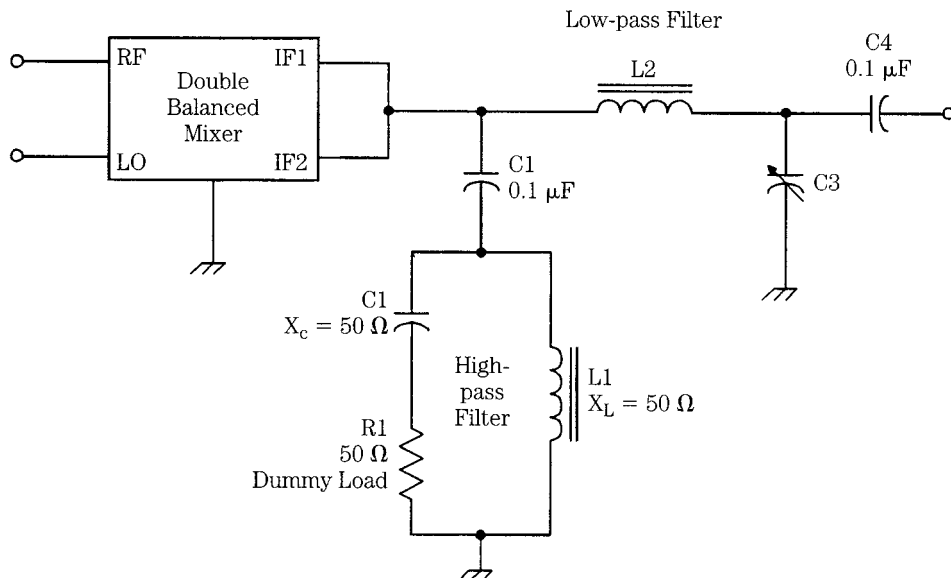 Low-pass Filter
C4
0.1 µF
RF
IF1
L2
Double
Balanced
Mixer
LO
IF2
C1
0.1 µF
C3
C1
X_c = 50 Ω
High-
pass
Filter
L1
X_L = 50 Ω
R1
50 Ω
Dummy Load